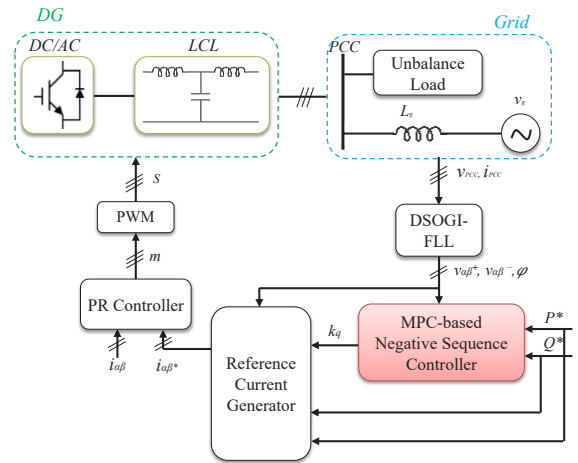 DG
Grid
DC/AC
LCL
PCC
Unbalance
Load
Lg
vg
S
vPCC, iPCC
PWM
DSOGI-
FLL
m
vαβ+, vαβ−,φ
PR Controller
iαβ
iαβ*
Reference
Current
Generator
kq
MPC-based
Negative Sequence
Controller
P*
Q*